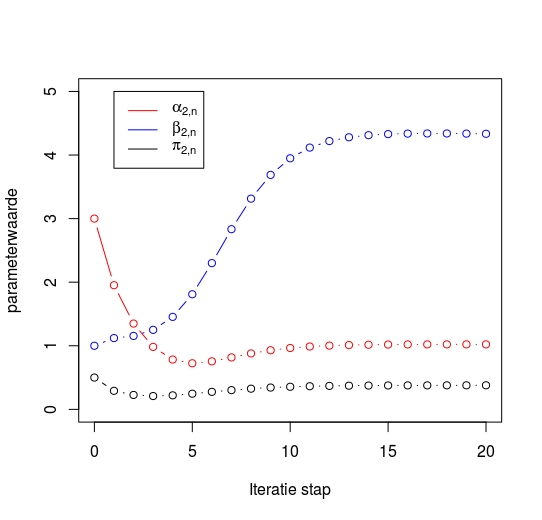 α2,n
β2,n
π2,n
parameterwaarde
0
1
2
3
4
5
0 5 10 15 20
Iteratie stap